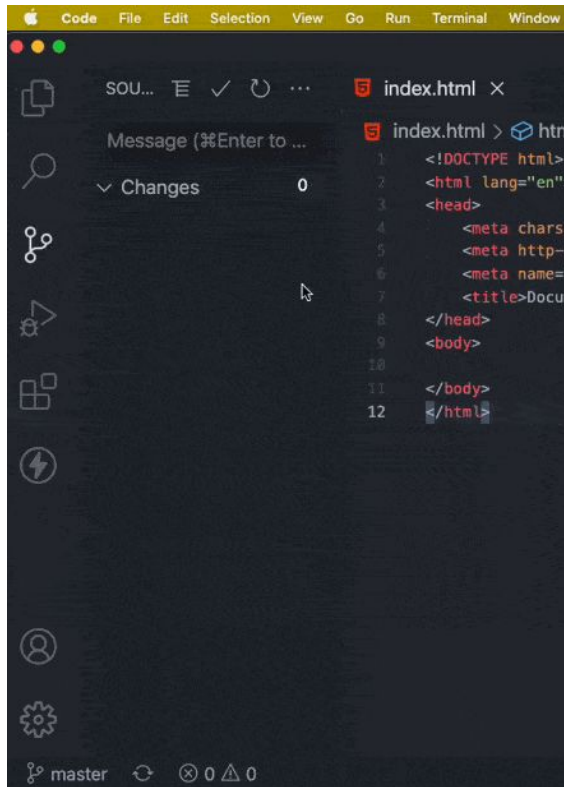 Code File Edit Selection View Go Run Terminal Window
SOU... ...
index.html
Message (⌘Enter to ...
Changes 0
index.html > htm
1 <!DOCTYPE html>
2 <html lang="en"
3 <head>
4 <meta chars
5 <meta http-
6 <meta name=
7 <title>Docu
8 </head>
9 <body>
10
11 </body>
12 </html>
master 0 0